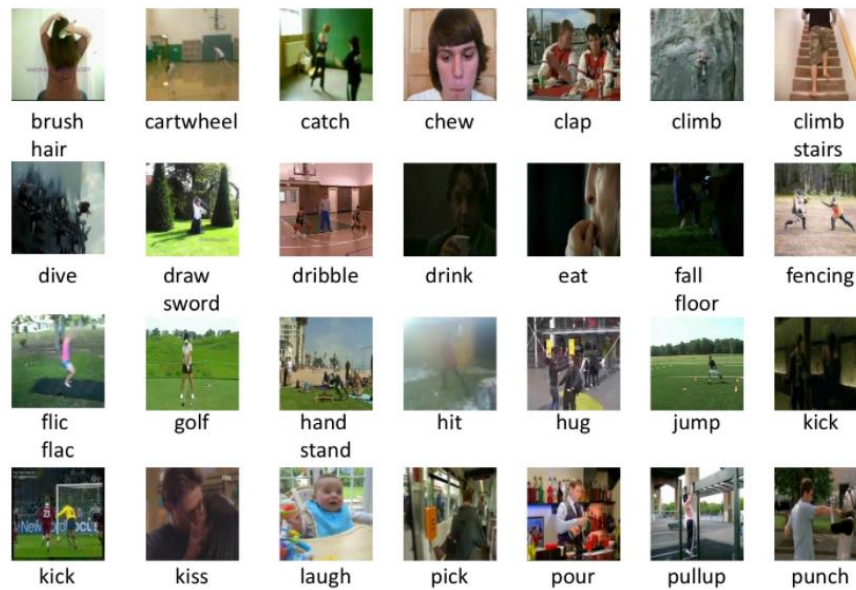 brush cartwheel catch chew clap climb climb
hair stairs
dive draw dribble drink eat fall fencing
sword floor
flic golf hand hit hug jump kick
flac stand
kick kiss laugh pick pour pullup punch